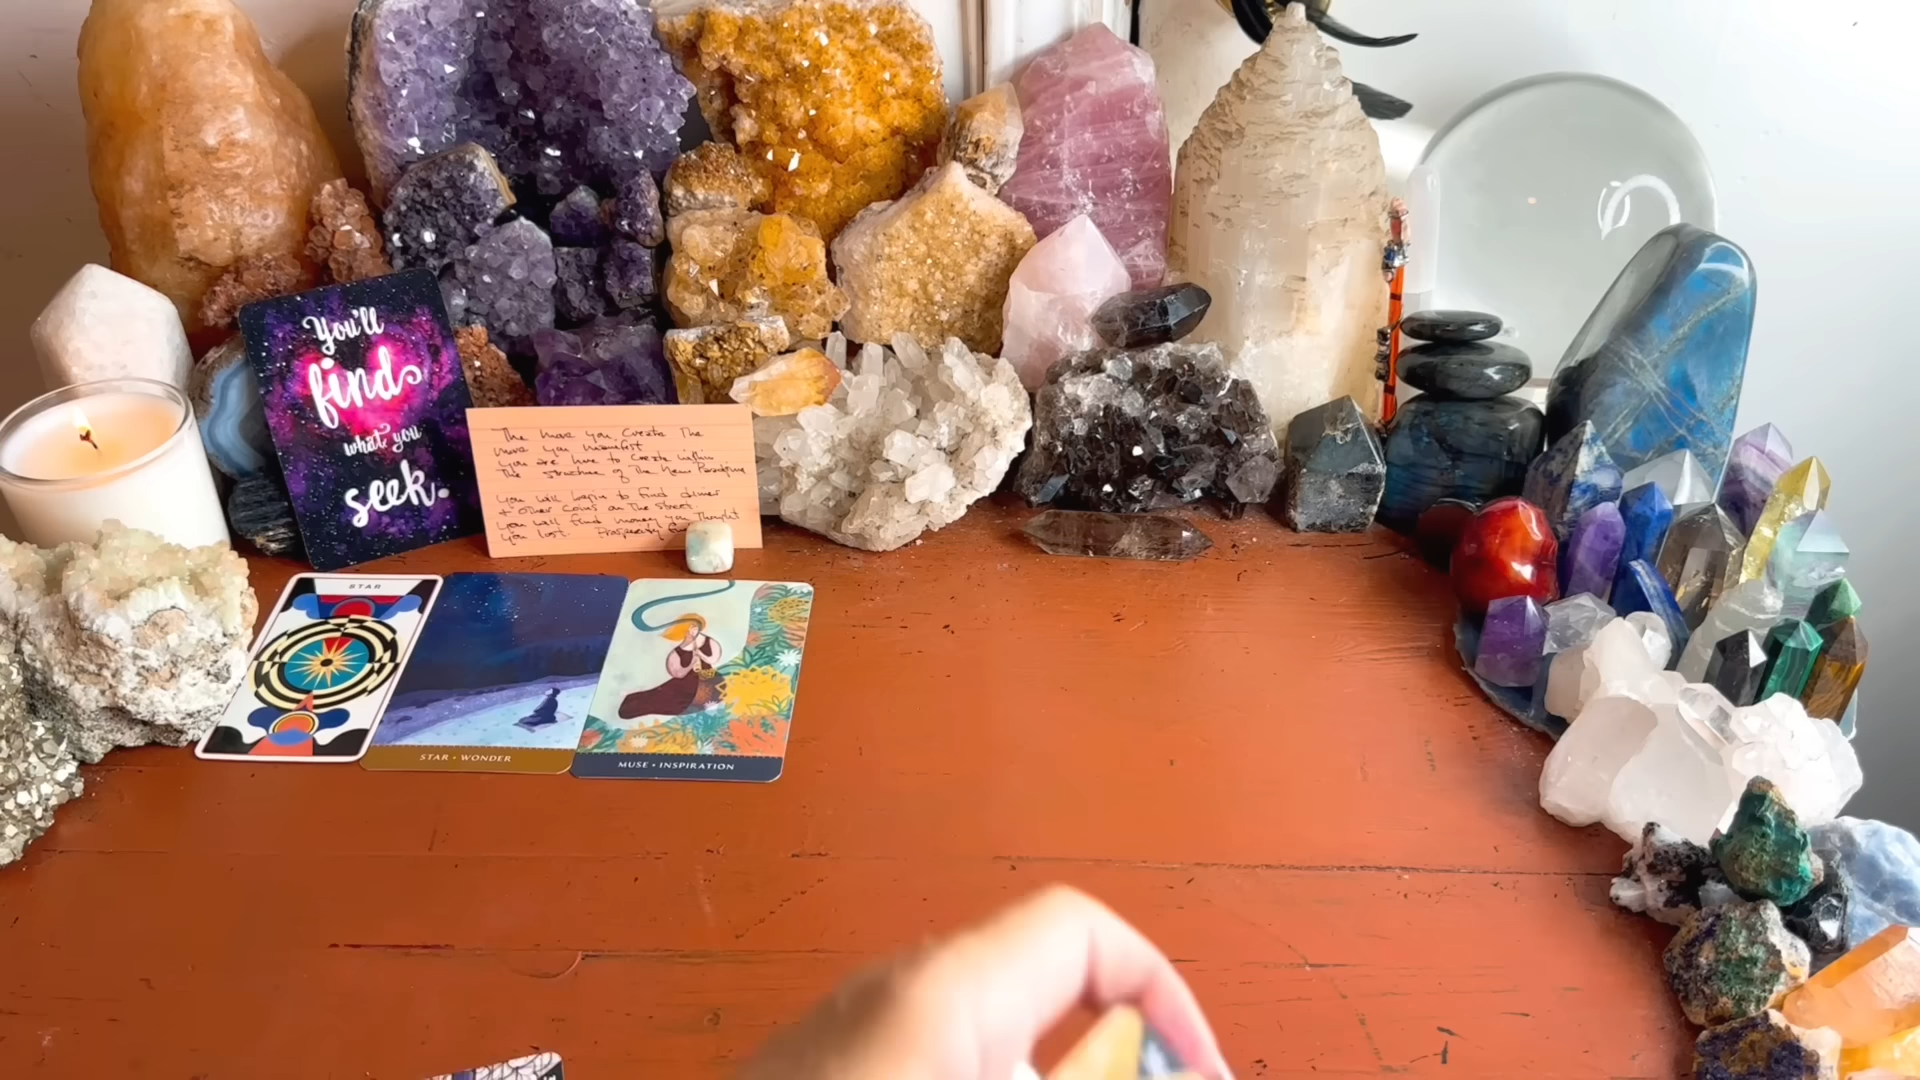 You'll
find
what you
seek.
The more you Create The
more you manifest
you are here to Create within
The structure of The New Paradigm
you will begin to find dimes
+ other Coins on The Street.
you will find money you Thought
you lost. Prosperity
STAR
STAR • WONDER
MUSE • INSPIRATION